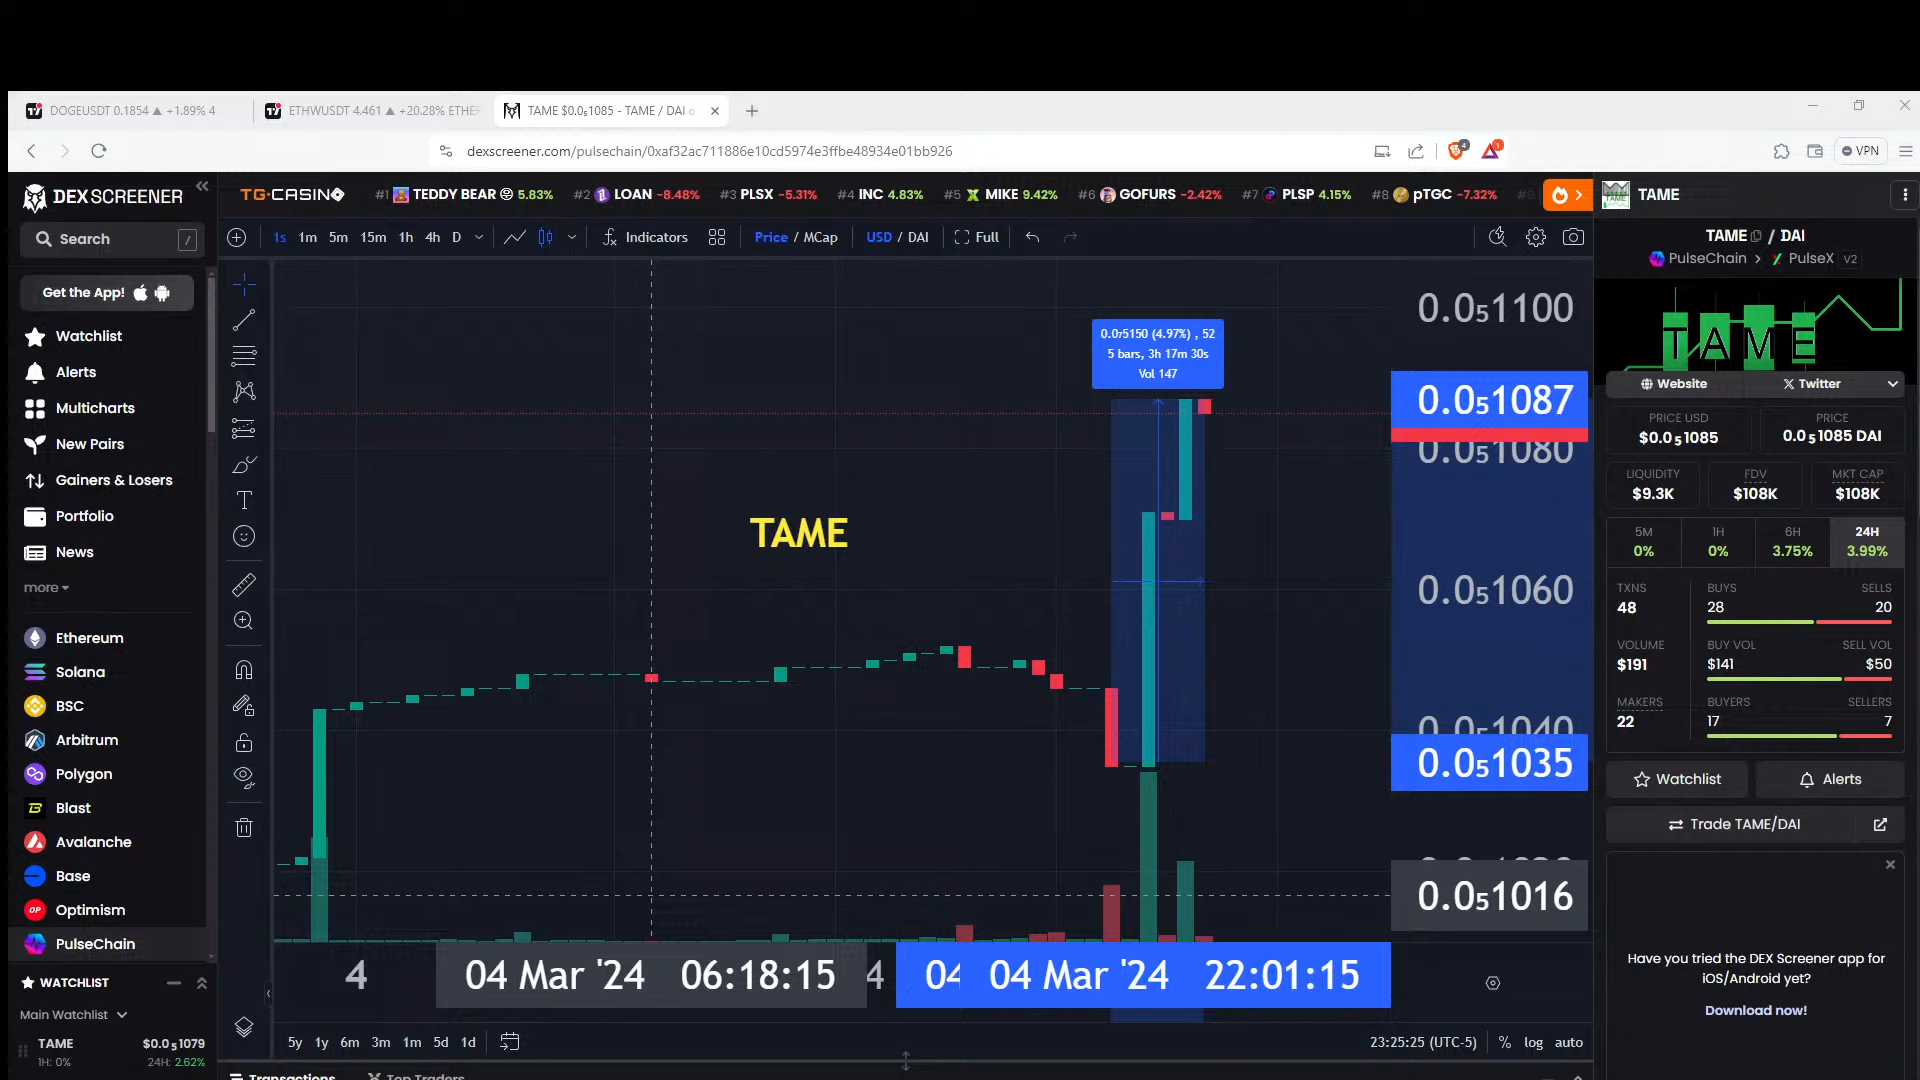 DOGEUSDT 0.1854 ▲ +1.89% 4
ETHWUSDT 4.461 ▲ +20.28% ETHER
TAME $0.0₅1085 - TAME / DAI o
dexscreener.com/pulsechain/0xaf32ac711886e10cd5974e3ffbe48934e01bb926
4
1
VPN
DEX SCREENER
TG.CASINO
#1 TEDDY BEAR 5.83%
#2 LOAN -8.48%
#3 PLSX -5.31%
#4 INC 4.83%
#5 MIKE 9.42%
#6 GOFURS -2.42%
#7 PLSP 4.15%
#8 pTGC -7.32%
Search /
Get the App!
Watchlist
Alerts
Multicharts
New Pairs
Gainers & Losers
Portfolio
News
more
Ethereum
Solana
BSC
Arbitrum
Polygon
Blast
Avalanche
Base
Optimism
PulseChain
WATCHLIST
Main Watchlist
TAME $0.0₅1079
1H: 0% 24H: 2.62%
1s 1m 5m 15m 1h 4h D Indicators Price / MCap USD / DAI Full
0.0₇5150 (4.97%) , 52
5 bars, 3h 17m 30s
Vol 147
TAME
0.0₅1100
0.0₅1087
0.0₅1080
0.0₅1060
0.0₅1040
0.0₅1035
0.0₅1016
4
04 Mar '24 06:18:15
4
04
04 Mar '24 22:01:15
5y 1y 6m 3m 1m 5d 1d
23:25:25 (UTC-5) % log auto
Transactions Top Traders
TAME
TAME / DAI
PulseChain > PulseX V2
TAME
Website Twitter
PRICE USD
$0.0₅1085
PRICE
0.0₅1085 DAI
LIQUIDITY
$9.3K
FDV
$108K
MKT CAP
$108K
5M
0%
1H
0%
6H
3.75%
24H
3.99%
TXNS
48
BUYS SELLS
28 20
VOLUME
$191
BUY VOL SELL VOL
$141 $50
MAKERS
22
BUYERS SELLERS
17 7
Watchlist Alerts
Trade TAME/DAI
Have you tried the DEX Screener app for
iOS/Android yet?
Download now!